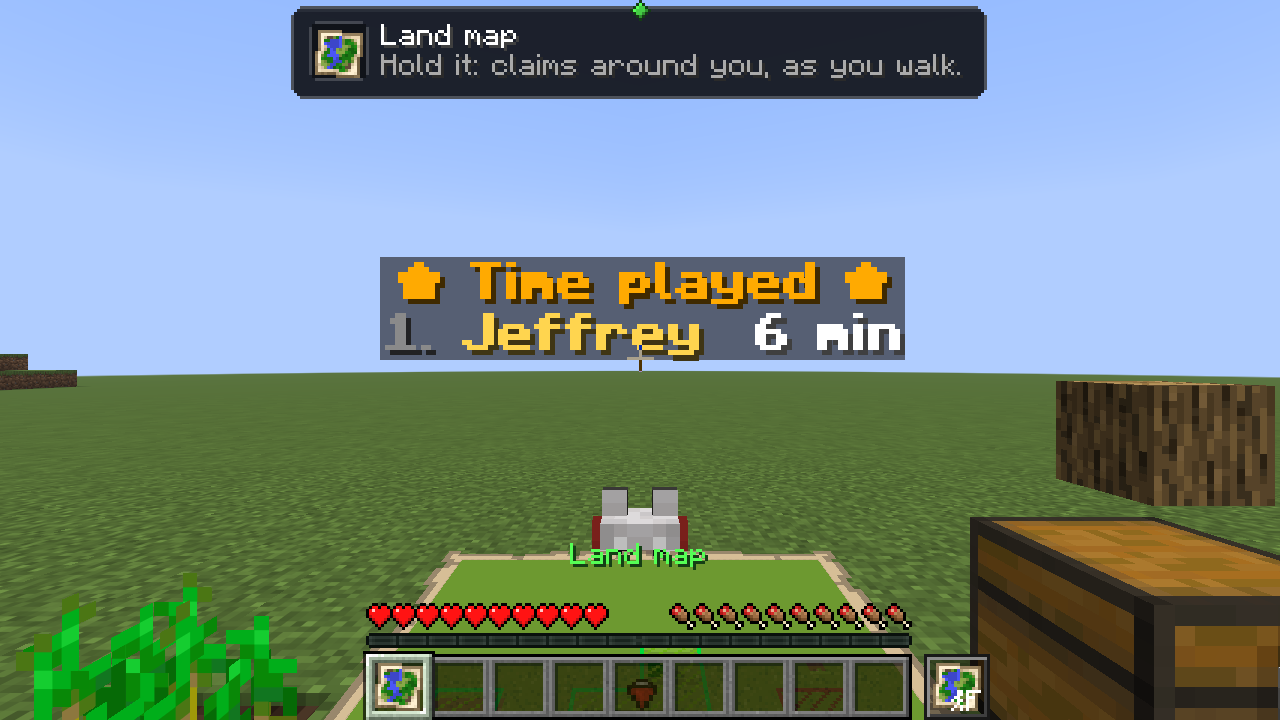 Land map
Hold it: claims around you, as you walk.
Time played
1. Jeffrey 6 min
Land map